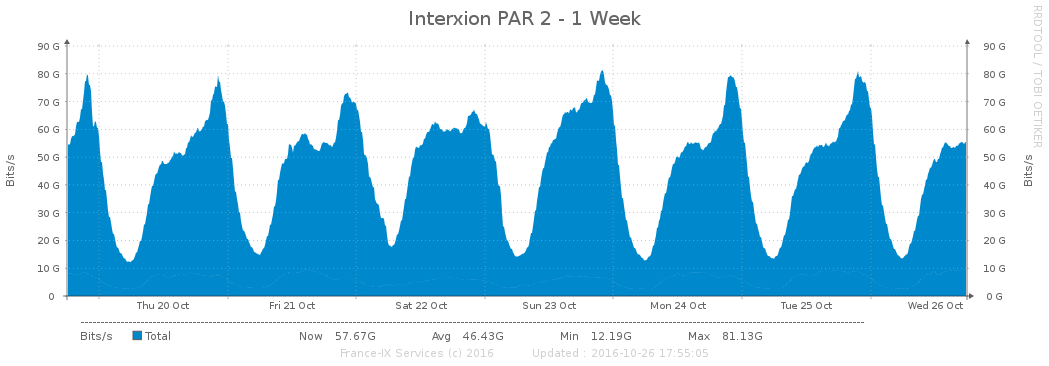 Interxion PAR 2 - 1 Week
RRDTOOL / TOBI OETIKER
Bits/s
90 G 90 G
80 G 80 G
70 G 70 G
60 G 60 G
50 G 50 G
40 G 40 G
30 G 30 G
20 G 20 G
10 G 10 G
0 0 G
Bits/s
Thu 20 Oct Fri 21 Oct Sat 22 Oct Sun 23 Oct Mon 24 Oct Tue 25 Oct Wed 26 Oct
Bits/s Total Now 57.67G Avg 46.43G Min 12.19G Max 81.13G
France-IX Services (c) 2016 Updated : 2016-10-26 17:55:05